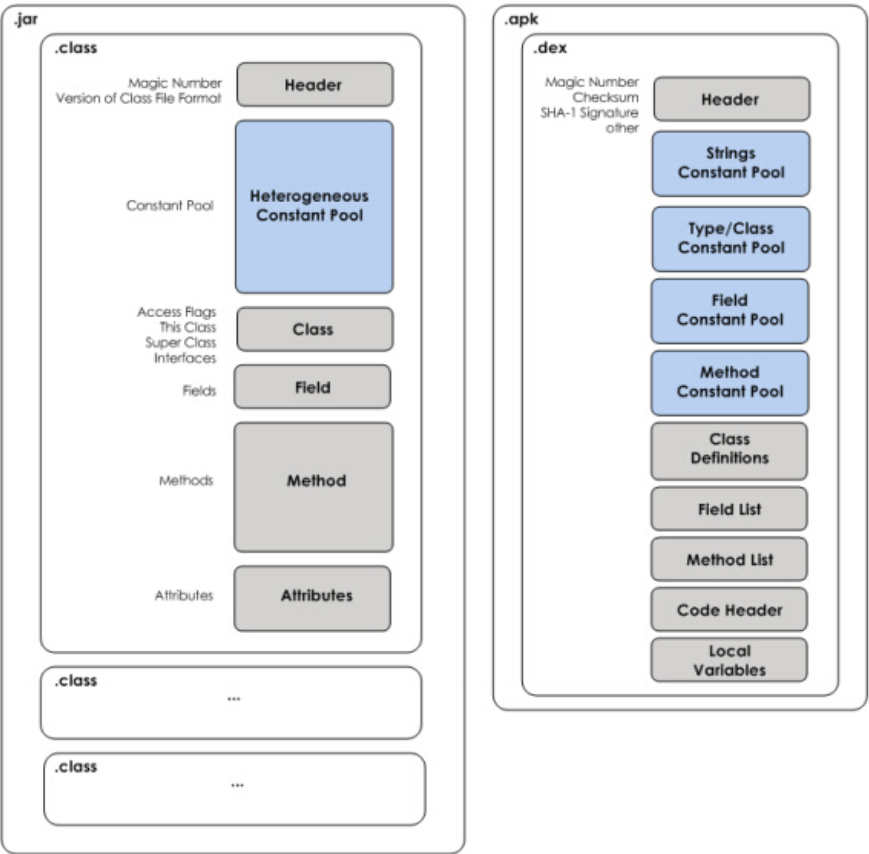 .jar
.class
Magic Number
Version of Class File Format
Header
Constant Pool
Heterogeneous
Constant Pool
Access Flags
This Class
Super Class
Interfaces
Class
Fields
Field
Methods
Method
Attributes
Attributes
.class
...
.class
...
.apk
.dex
Magic Number
Checksum
SHA-1 Signature
other
Header
Strings
Constant Pool
Type/Class
Constant Pool
Field
Constant Pool
Method
Constant Pool
Class
Definitions
Field List
Method List
Code Header
Local
Variables